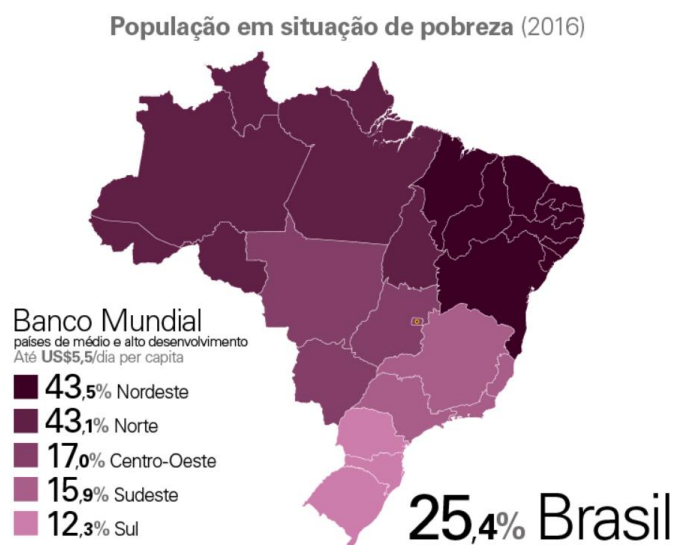 População em situação de pobreza (2016)
Banco Mundial
países de médio e alto desenvolvimento
Até US$5,5/dia per capita
43,5% Nordeste
43,1% Norte
17,0% Centro-Oeste
15,9% Sudeste
12,3% Sul
25,4% Brasil